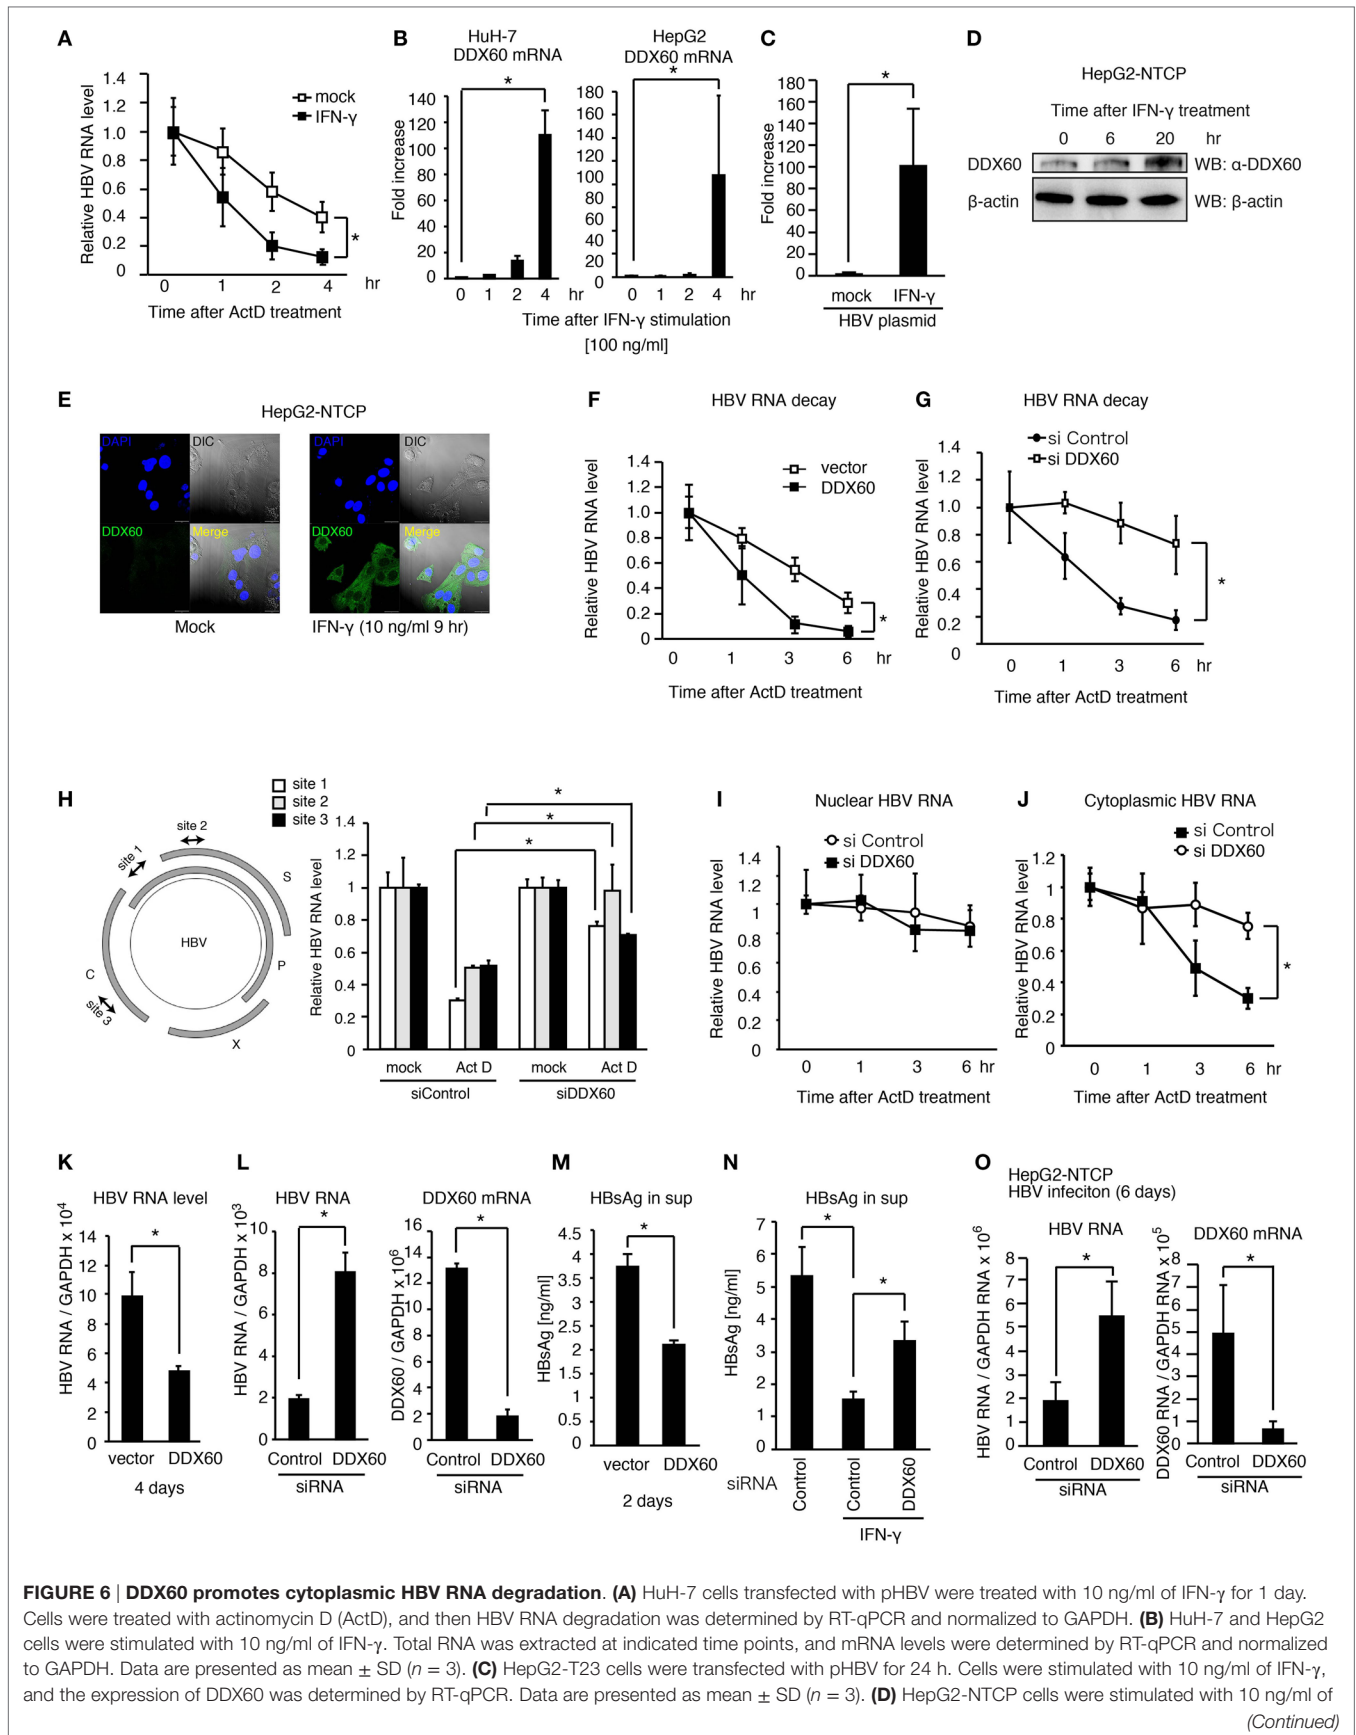 A
1.4
1.2
1.0
0.8
0.6
0.4
0.2
0
Relative HBV RNA level
mock
IFN-γ
*
0 1 2 4 hr
Time after ActD treatment
B
HuH-7
DDX60 mRNA
*
140
120
100
80
60
40
20
0
Fold increase
0 1 2 4 hr
HepG2
DDX60 mRNA
*
180
160
140
120
100
80
60
40
20
0
0 1 2 4 hr
Time after IFN-γ stimulation
[100 ng/ml]
C
*
180
160
140
120
100
80
60
40
20
0
Fold increase
mock IFN-γ
HBV plasmid
D
HepG2-NTCP
Time after IFN-γ treatment
0 6 20 hr
DDX60 WB: α-DDX60
β-actin WB: β-actin
E
HepG2-NTCP
DAPI DIC
DDX60 Merge
Mock
DAPI DIC
DDX60 Merge
IFN-γ (10 ng/ml 9 hr)
F
HBV RNA decay
1.4
1.2
1.0
0.8
0.6
0.4
0.2
0
Relative HBV RNA level
vector
DDX60
*
0 1 3 6 hr
Time after ActD treatment
G
HBV RNA decay
1.4
1.2
1.0
0.8
0.6
0.4
0.2
0
Relative HBV RNA level
si Control
si DDX60
*
0 1 3 6 hr
Time after ActD treatment
H
site 1
site 2
site 3
HBV
S
P
X
C
site 1
site 2
site 3
1.4
1.2
1.0
0.8
0.6
0.4
0.2
0
Relative HBV RNA level
*
*
*
mock Act D mock Act D
siControl siDDX60
I
Nuclear HBV RNA
si Control
si DDX60
1.4
1.2
1.0
0.8
0.6
0.4
0.2
0
Relative HBV RNA level
0 1 3 6 hr
Time after ActD treatment
J
Cytoplasmic HBV RNA
si Control
si DDX60
1.2
1.0
0.8
0.6
0.4
0.2
0
Relative HBV RNA level
*
0 1 3 6 hr
Time after ActD treatment
K
HBV RNA level
*
14
12
10
8
6
4
2
0
HBV RNA / GAPDH x 10⁴
vector DDX60
4 days
L
HBV RNA
*
10
8
6
4
2
0
HBV RNA / GAPDH x 10³
Control DDX60
siRNA
DDX60 mRNA
*
16
14
12
10
8
6
4
2
0
DDX60 / GAPDH x 10⁶
Control DDX60
siRNA
M
HBsAg in sup
*
4.5
4
3.5
3
2.5
2
1.5
1
0.5
0
HBsAg [ng/ml]
vector DDX60
2 days
N
HBsAg in sup
*
*
7
6
5
4
3
2
1
0
HBsAg [ng/ml]
siRNA
Control
Control
DDX60
IFN-γ
O
HepG2-NTCP
HBV infeciton (6 days)
HBV RNA
*
8
7
6
5
4
3
2
1
0
HBV RNA / GAPDH RNA x 10⁶
Control DDX60
siRNA
DDX60 mRNA
*
8
7
6
5
4
3
2
1
0
DDX60 RNA / GAPDH RNA x 10⁵
Control DDX60
siRNA
FIGURE 6 | DDX60 promotes cytoplasmic HBV RNA degradation. (A) HuH-7 cells transfected with pHBV were treated with 10 ng/ml of IFN-γ for 1 day.
Cells were treated with actinomycin D (ActD), and then HBV RNA degradation was determined by RT-qPCR and normalized to GAPDH. (B) HuH-7 and HepG2
cells were stimulated with 10 ng/ml of IFN-γ. Total RNA was extracted at indicated time points, and mRNA levels were determined by RT-qPCR and normalized
to GAPDH. Data are presented as mean ± SD (n = 3). (C) HepG2-T23 cells were transfected with pHBV for 24 h. Cells were stimulated with 10 ng/ml of IFN-γ,
and the expression of DDX60 was determined by RT-qPCR. Data are presented as mean ± SD (n = 3). (D) HepG2-NTCP cells were stimulated with 10 ng/ml of
(Continued)